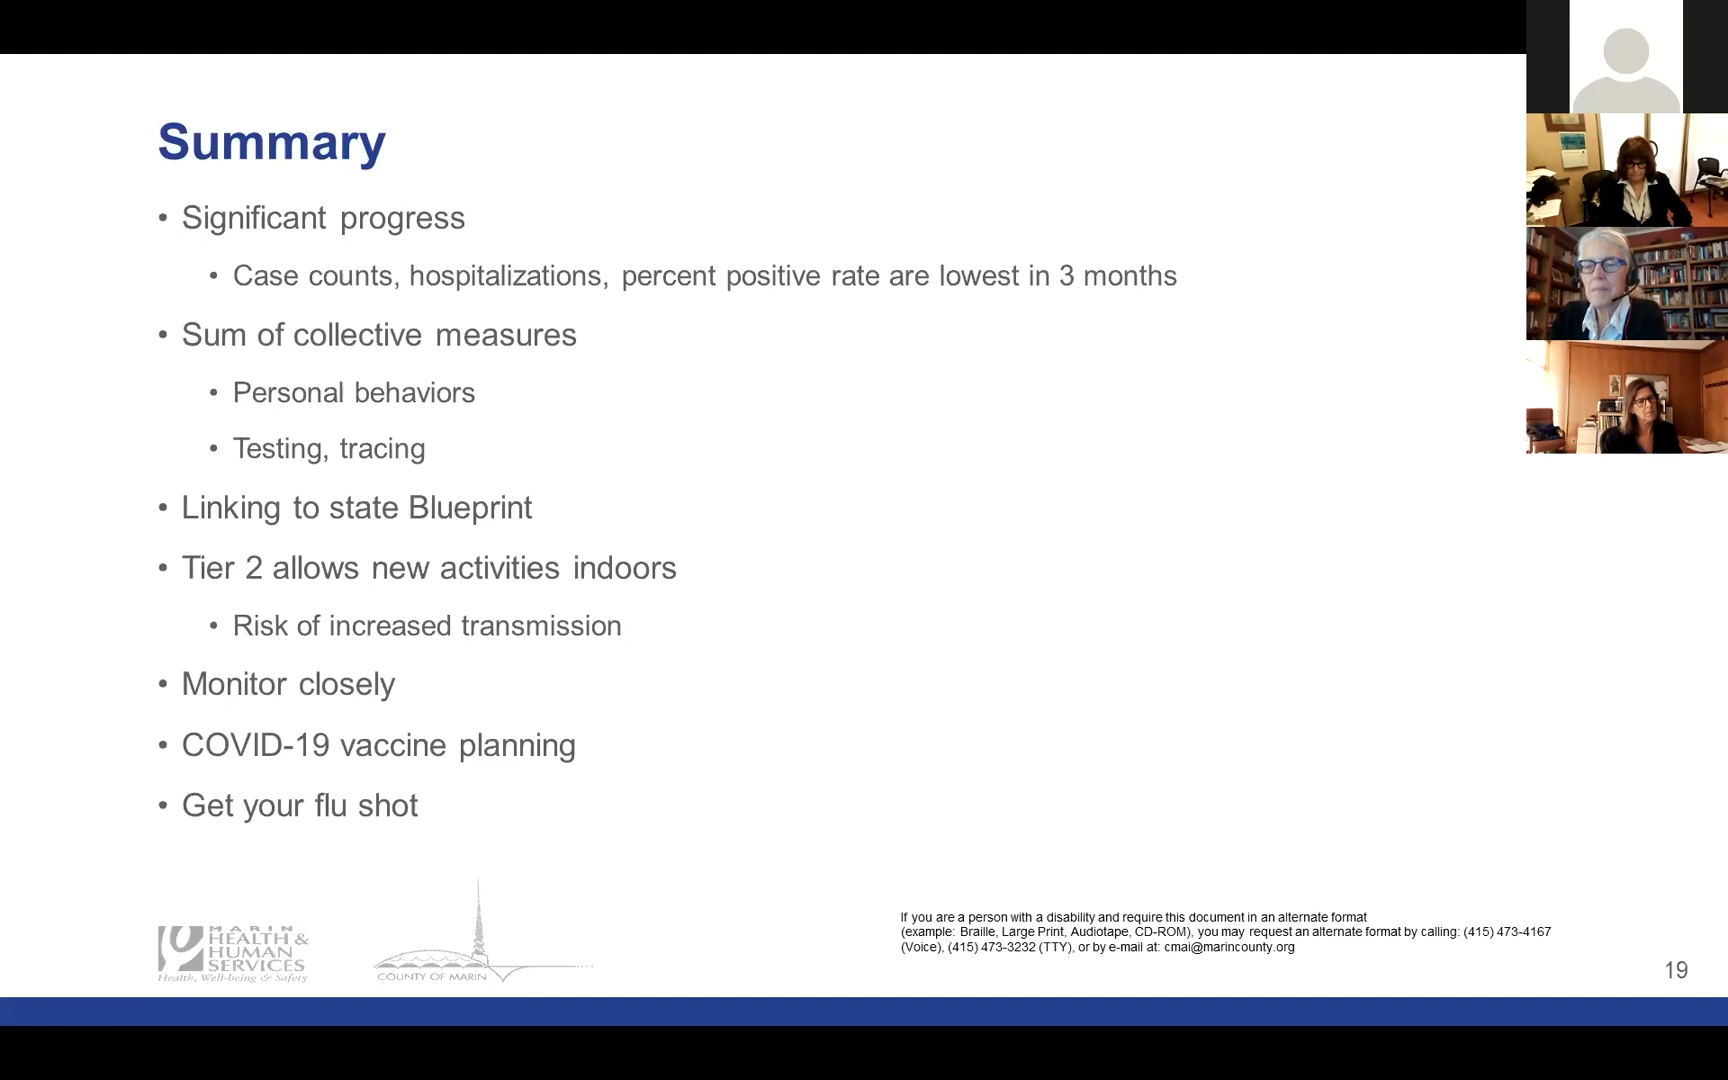 Summary
• Significant progress
• Case counts, hospitalizations, percent positive rate are lowest in 3 months
• Sum of collective measures
• Personal behaviors
• Testing, tracing
• Linking to state Blueprint
• Tier 2 allows new activities indoors
• Risk of increased transmission
• Monitor closely
• COVID-19 vaccine planning
• Get your flu shot
MARIN
HEALTH &
HUMAN
SERVICES
Health, Well-being & Safety
COUNTY OF MARIN
If you are a person with a disability and require this document in an alternate format
(example: Braille, Large Print, Audiotape, CD-ROM), you may request an alternate format by calling: (415) 473-4167
(Voice), (415) 473-3232 (TTY), or by e-mail at: cmai@marincounty.org
19